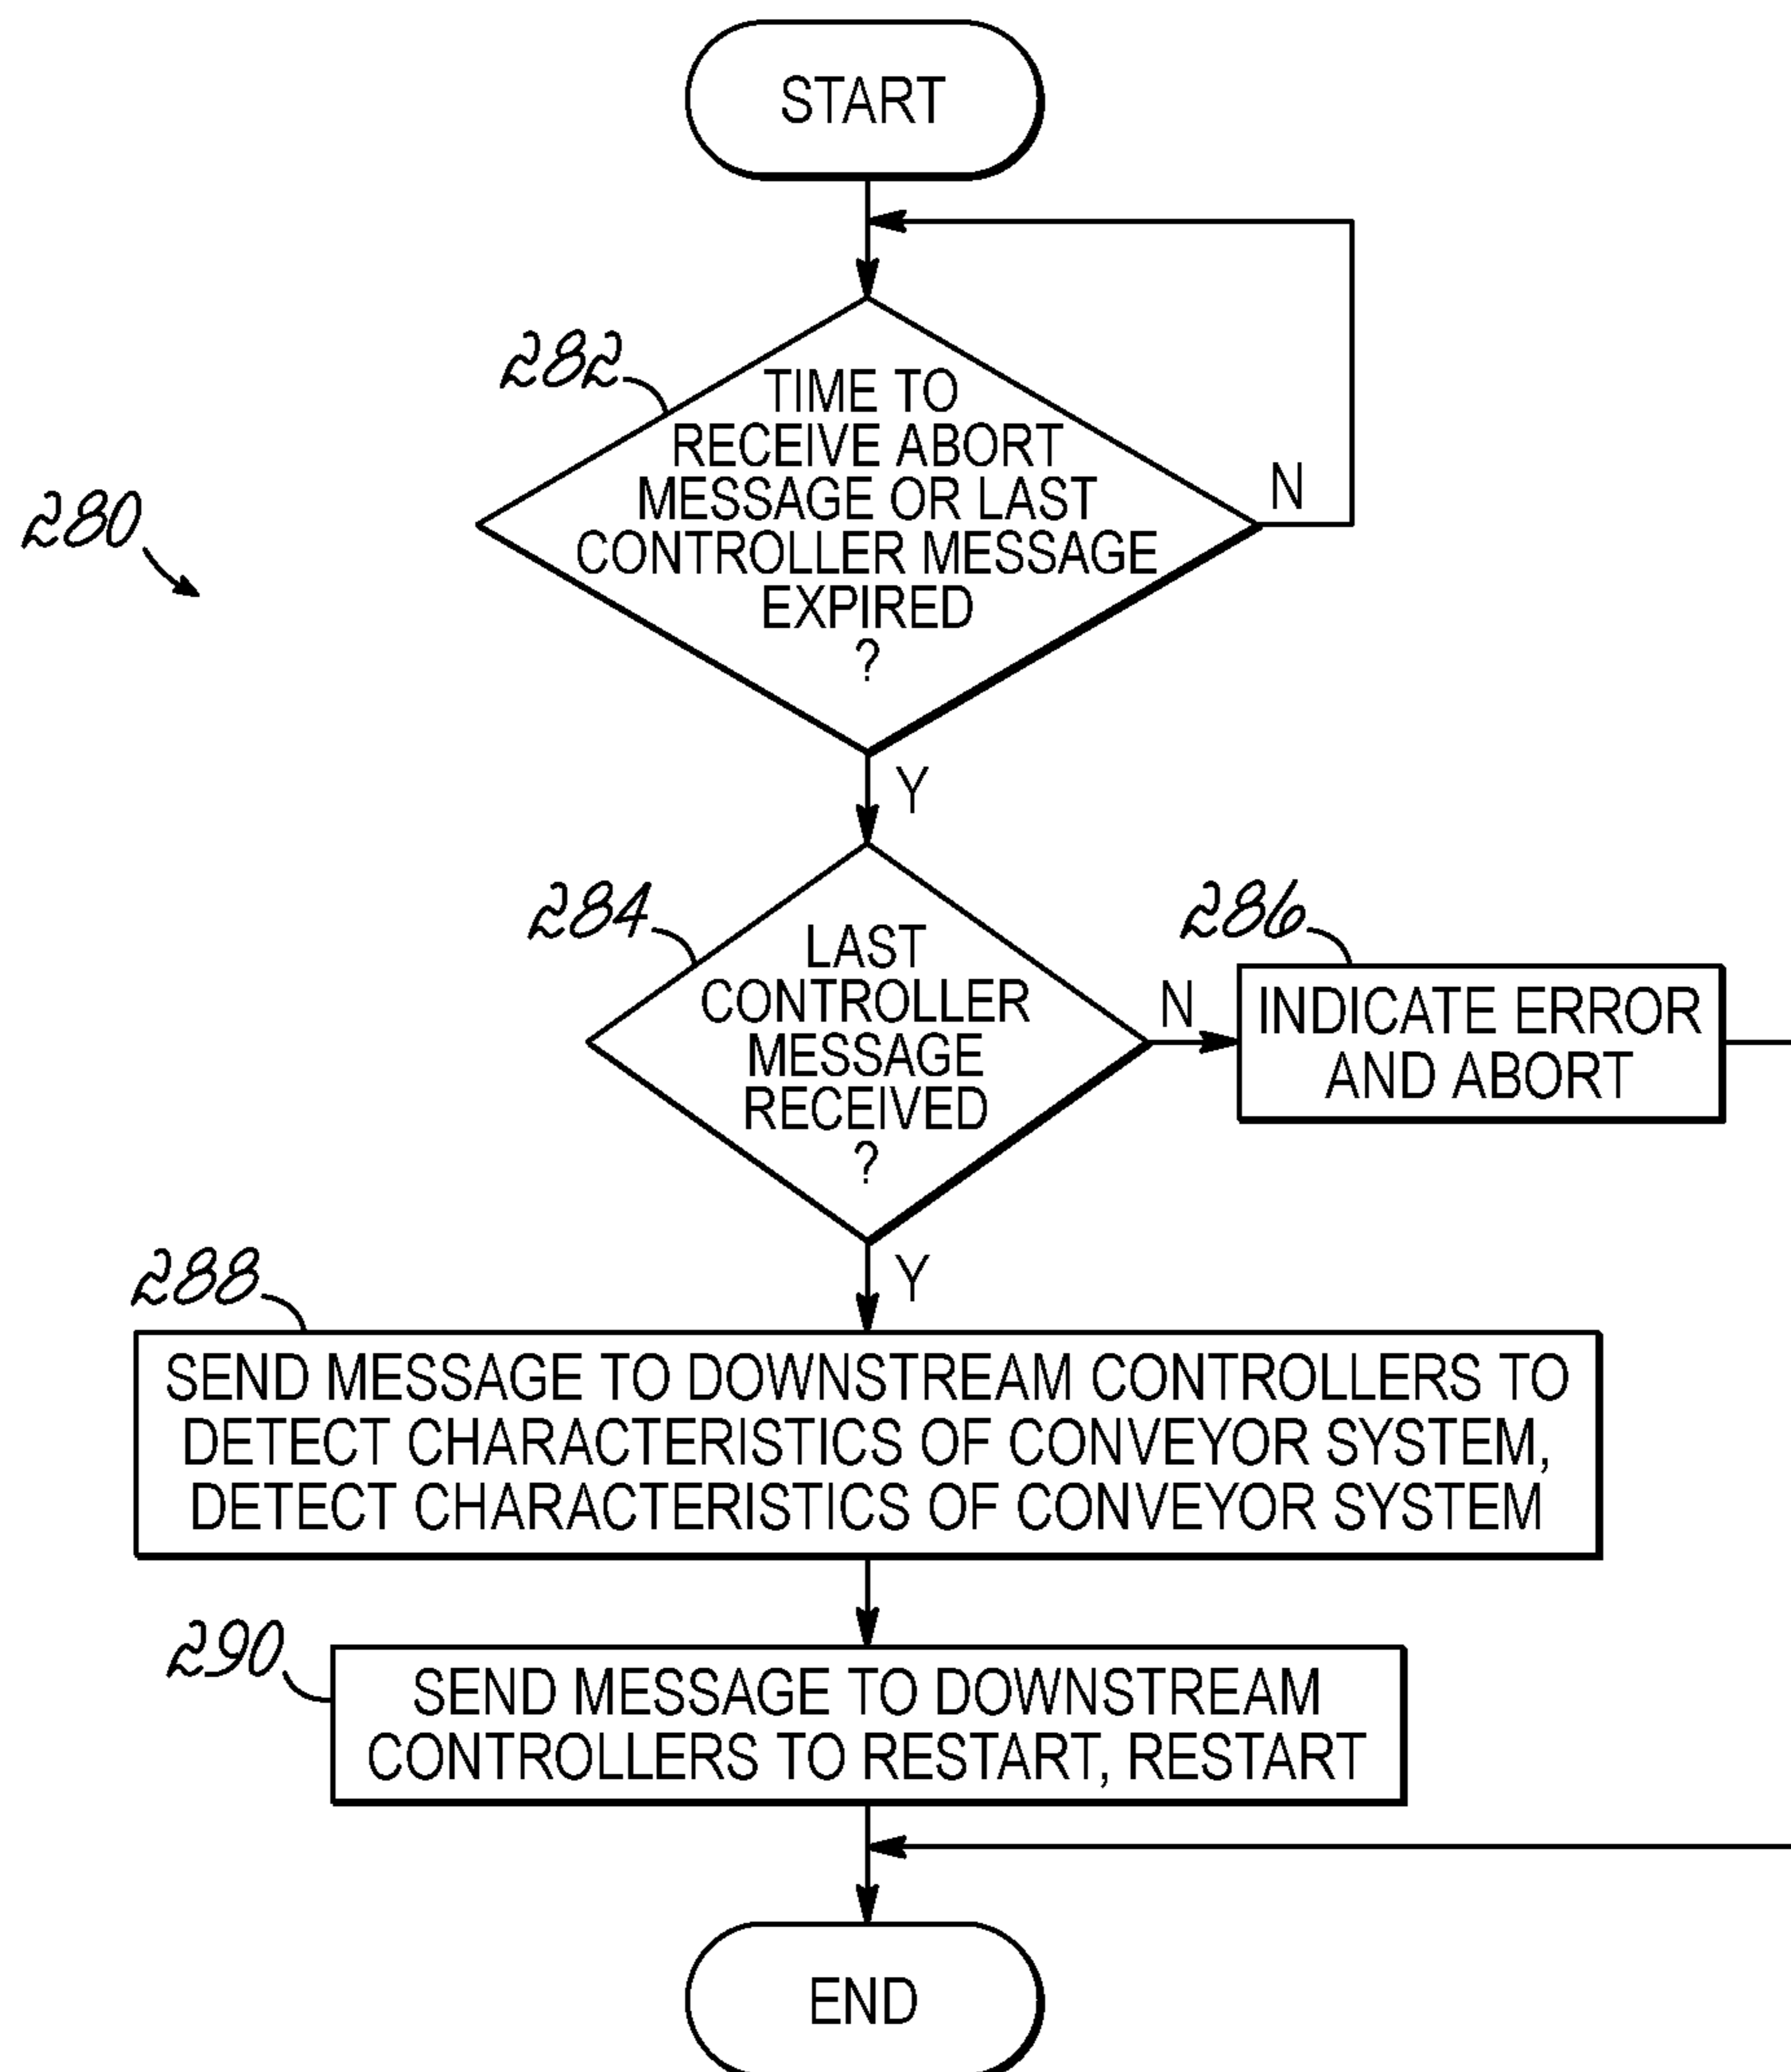 START
282
TIME TO
RECEIVE ABORT
MESSAGE OR LAST
CONTROLLER MESSAGE
EXPIRED
?
N
280
Y
284
LAST
CONTROLLER
MESSAGE
RECEIVED
?
N
286
INDICATE ERROR
AND ABORT
Y
288
SEND MESSAGE TO DOWNSTREAM CONTROLLERS TO
DETECT CHARACTERISTICS OF CONVEYOR SYSTEM,
DETECT CHARACTERISTICS OF CONVEYOR SYSTEM
290
SEND MESSAGE TO DOWNSTREAM
CONTROLLERS TO RESTART, RESTART
END